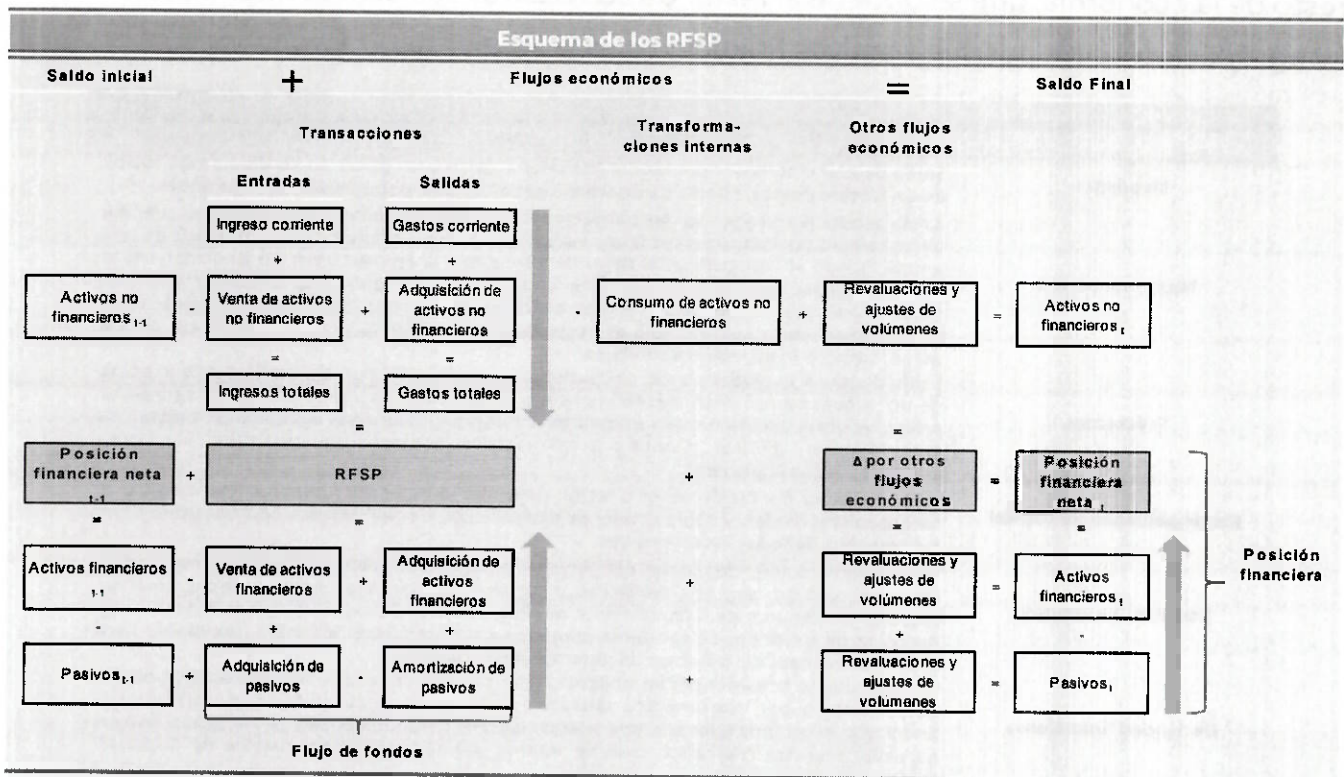 Esquema de los RFSP
Saldo inicial + Flujos económicos = Saldo Final
Transacciones
Transforma-
ciones internas
Otros flujos
económicos
Entradas Salidas
Ingreso corriente Gastos corriente
+ +
Activos no
financieros t-1
-
Venta de activos
no financieros
+
Adquisición de
activos no
financieros
-
Consumo de activos no
financieros
+
Revaluaciones y
ajustes de
volúmenes
=
Activos no
financieros t
= =
Ingresos totales Gastos totales
= =
Posición
financiera neta
t-1
+
RFSP
+
Δ por otros
flujos
económicos
=
Posición
financiera
neta t
= = =
Activos financieros
t-1
-
Venta de activos
financieros
+
Adquisición de
activos
financieros
+
Revaluaciones y
ajustes de
volúmenes
=
Activos
financieros t
Posición
financiera
- + + + -
Pasivos t-1
+
Adquisición de
pasivos
-
Amortización de
pasivos
+
Revaluaciones y
ajustes de
volumenes
=
Pasivos t
Flujo de fondos